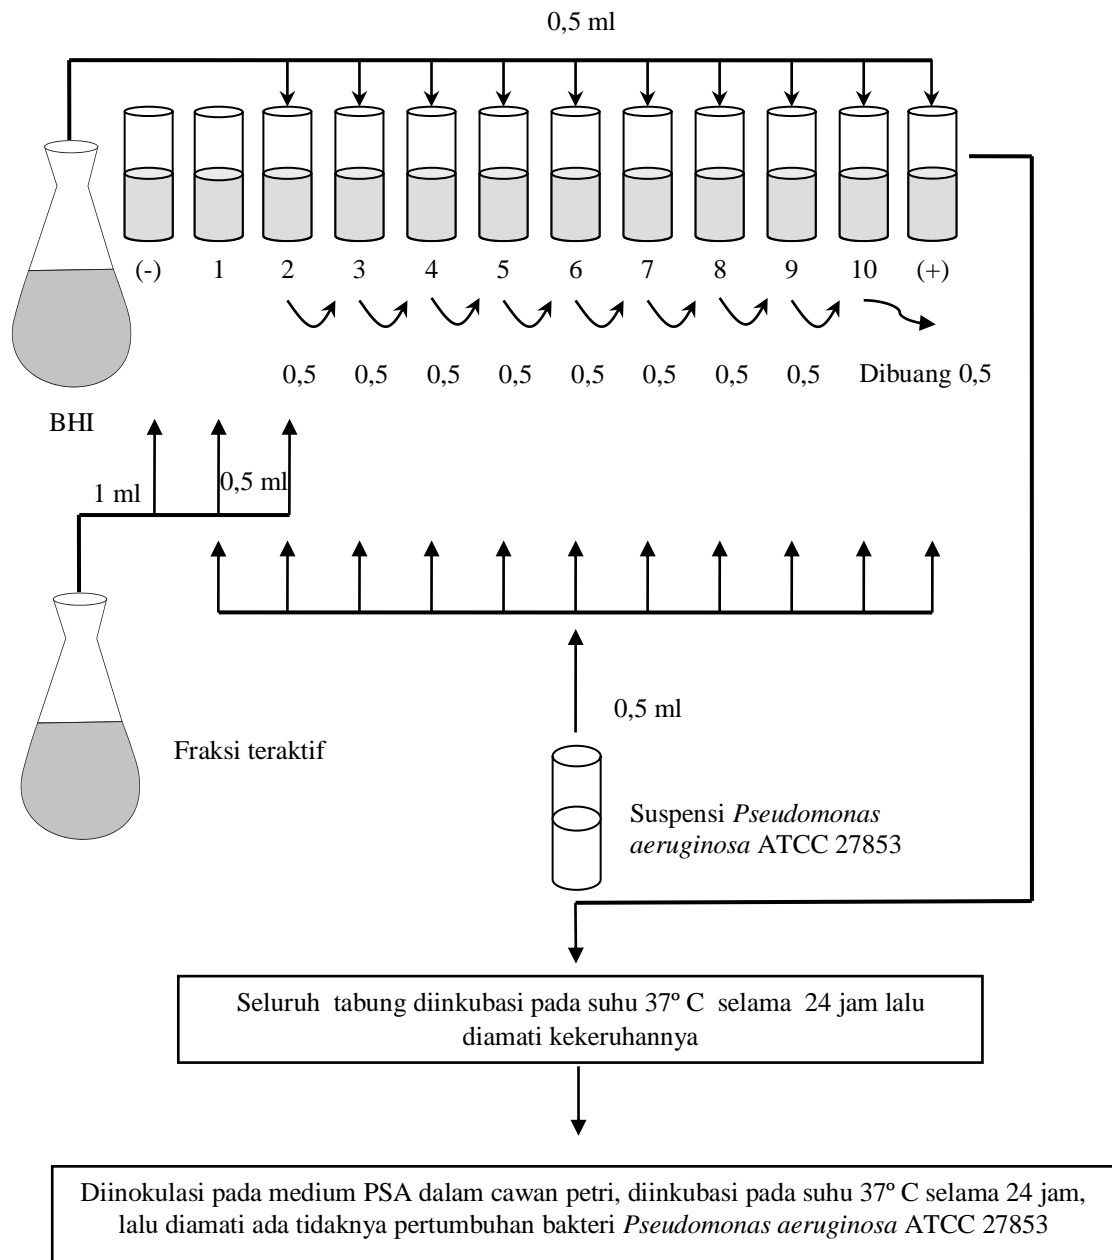 0,5 ml
(-) 1 2 3 4 5 6 7 8 9 10 (+)
0,5 0,5 0,5 0,5 0,5 0,5 0,5 0,5 Dibuang 0,5
BHI
1 ml
0,5 ml
0,5 ml
Fraksi teraktif
Suspensi Pseudomonas
aeruginosa ATCC 27853
Seluruh tabung diinkubasi pada suhu 37º C selama 24 jam lalu
diamati kekeruhannya
Diinokulasi pada medium PSA dalam cawan petri, diinkubasi pada suhu 37º C selama 24 jam,
lalu diamati ada tidaknya pertumbuhan bakteri Pseudomonas aeruginosa ATCC 27853